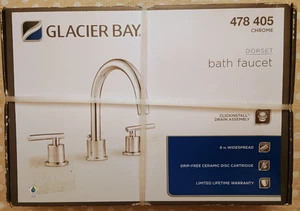 GLACIER BAY
478 405
CHROME
DORSET
bath faucet
CLICKINSTALL
DRAIN ASSEMBLY
8 in WIDESPREAD
DRIP-FREE CERAMIC DISC CARTRIDGE
LIMITED LIFETIME WARRANTY